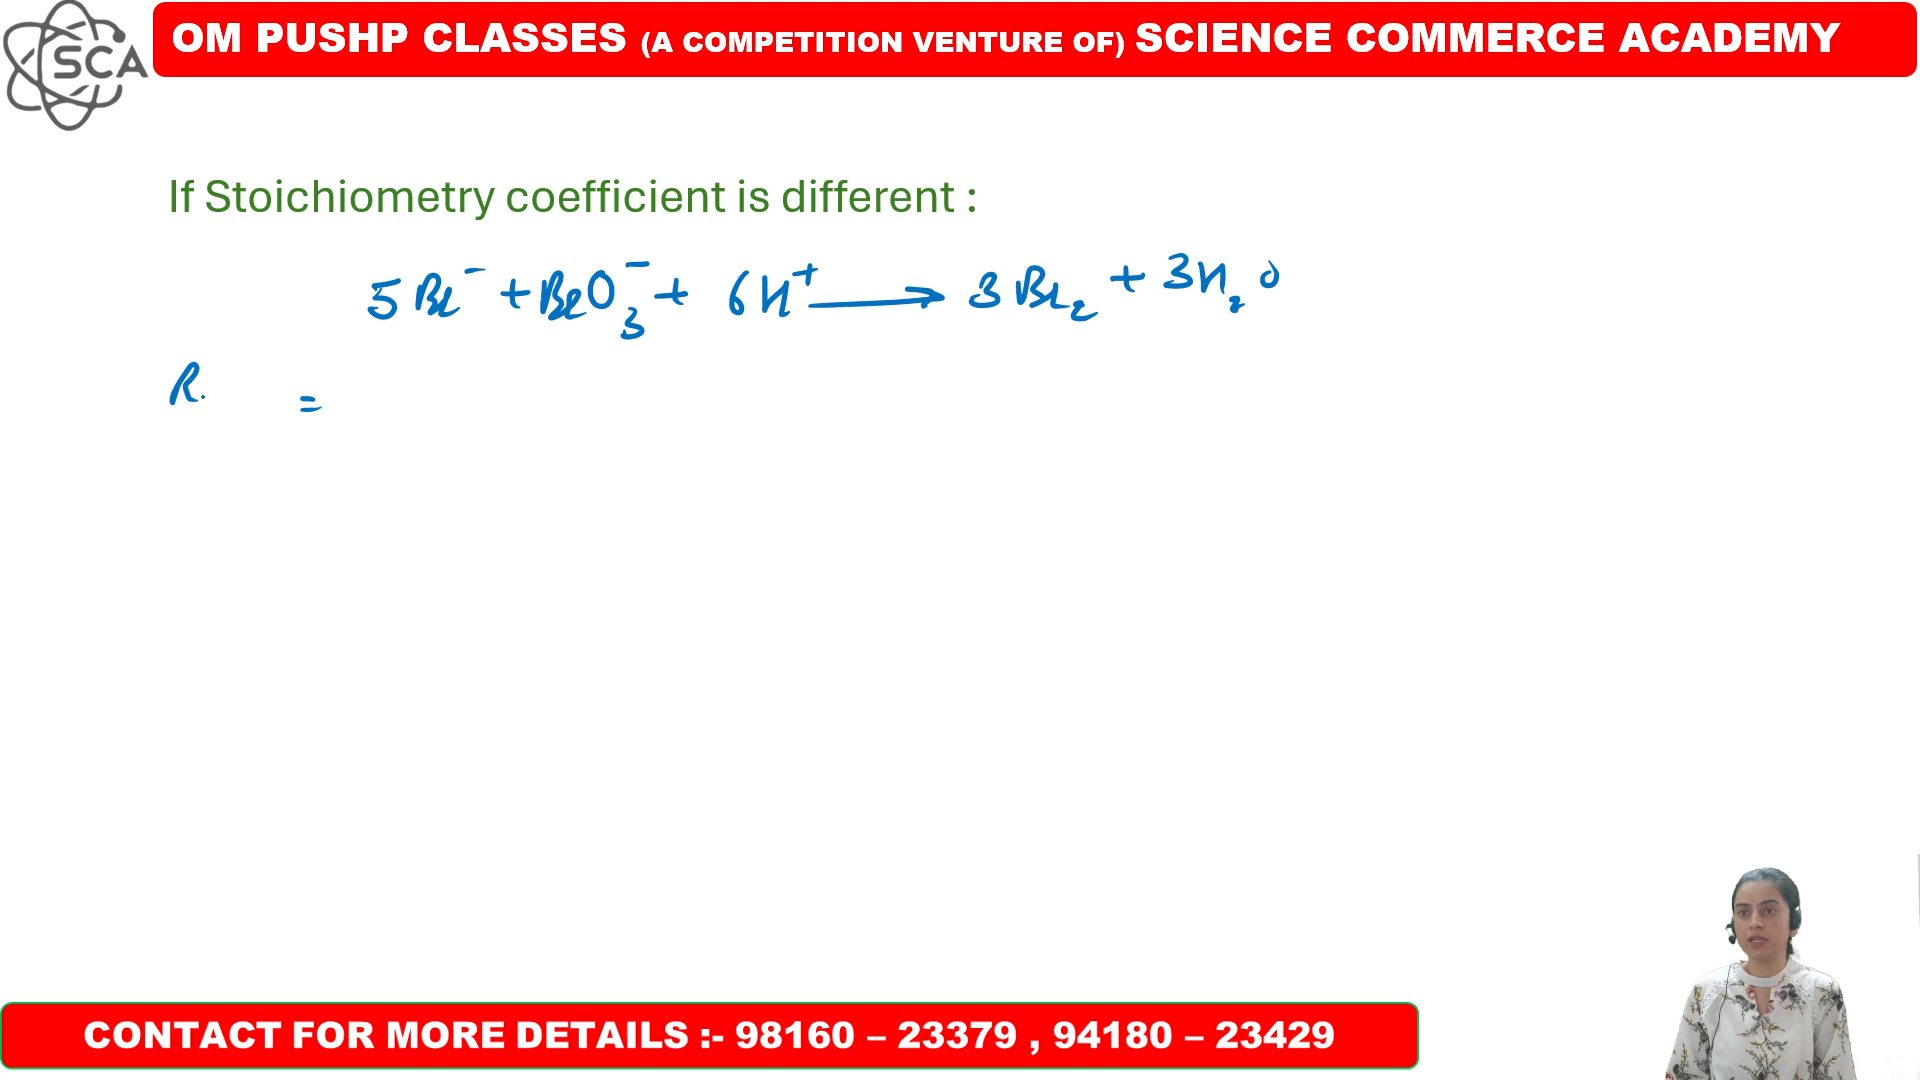 SCA
OM PUSHP CLASSES (A COMPETITION VENTURE OF) SCIENCE COMMERCE ACADEMY
If Stoichiometry coefficient is different :
5Br⁻ + BrO₃⁻ + 6H⁺ ⟶ 3Br₂ + 3H₂O
R. =
CONTACT FOR MORE DETAILS :- 98160 – 23379 , 94180 – 23429